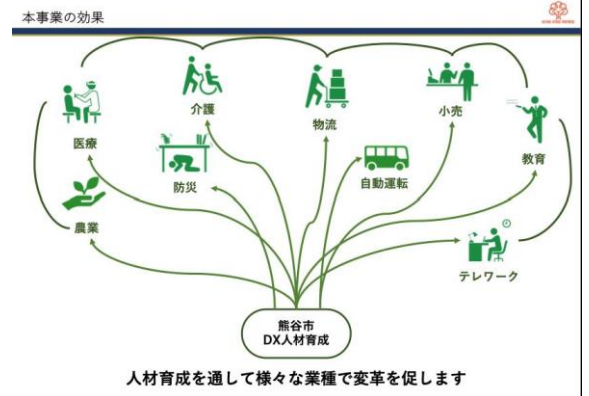 本事業の効果
介護
物流
小売
医療
教育
防災
自動運転
農業
テレワーク
熊谷市
DX人材育成
人材育成を通して様々な業種で変革を促します